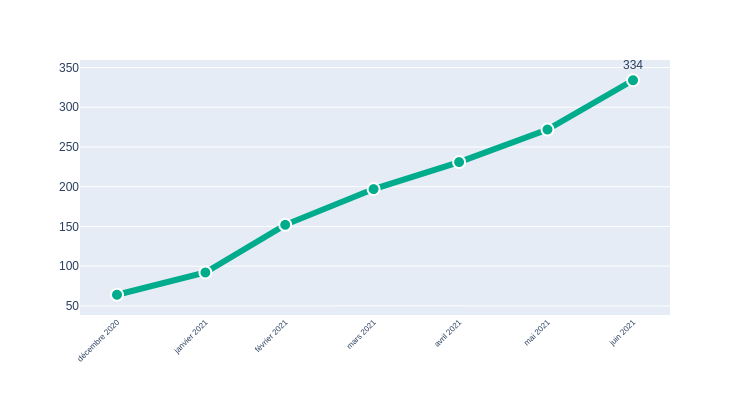 334
350
300
250
200
150
100
50
décembre 2020
janvier 2021
février 2021
mars 2021
avril 2021
mai 2021
juin 2021